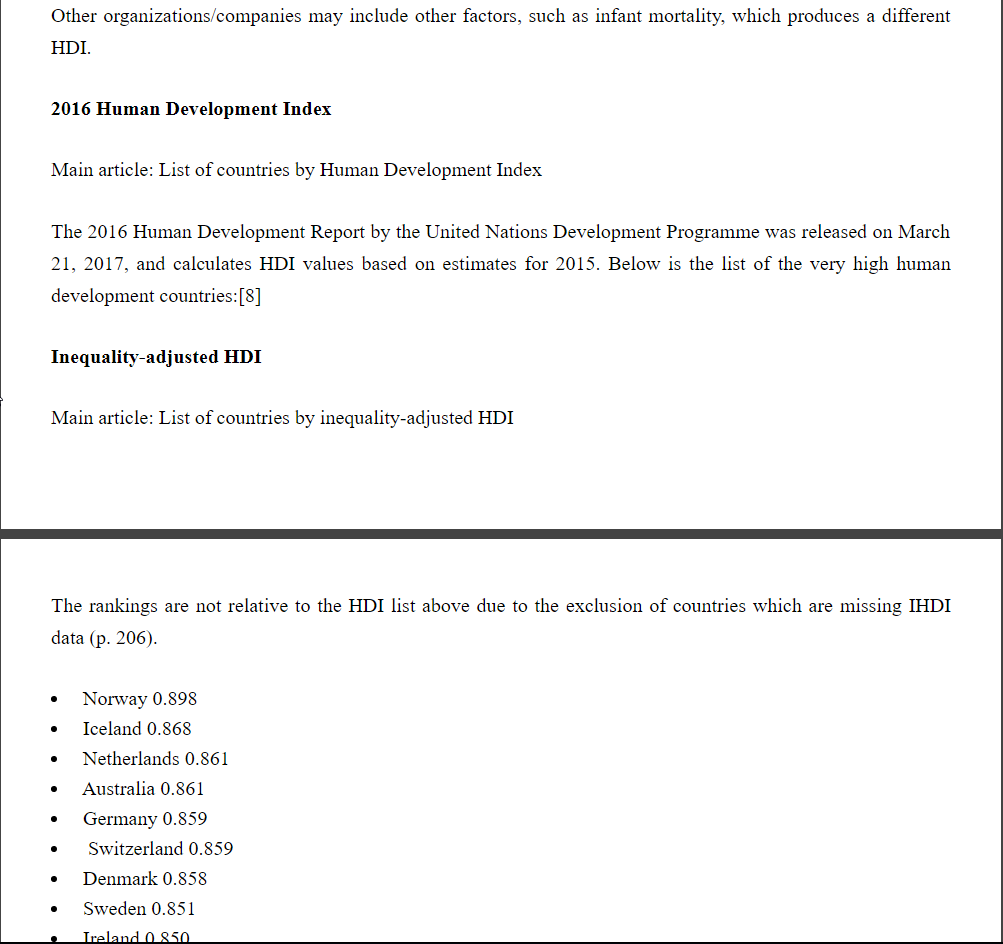 Other organizations/companies may include other factors, such as infant mortality, which produces a different
HDI.
2016 Human Development Index
Main article: List of countries by Human Development Index
The 2016 Human Development Report by the United Nations Development Programme was released on March
21, 2017, and calculates HDI values based on estimates for 2015. Below is the list of the very high human
development countries:[8]
Inequality-adjusted HDI
Main article: List of countries by inequality-adjusted HDI
The rankings are not relative to the HDI list above due to the exclusion of countries which are missing IHDI
data (p. 206).
• Norway 0.898
• Iceland 0.868
• Netherlands 0.861
• Australia 0.861
• Germany 0.859
• Switzerland 0.859
• Denmark 0.858
• Sweden 0.851
• Ireland 0.850